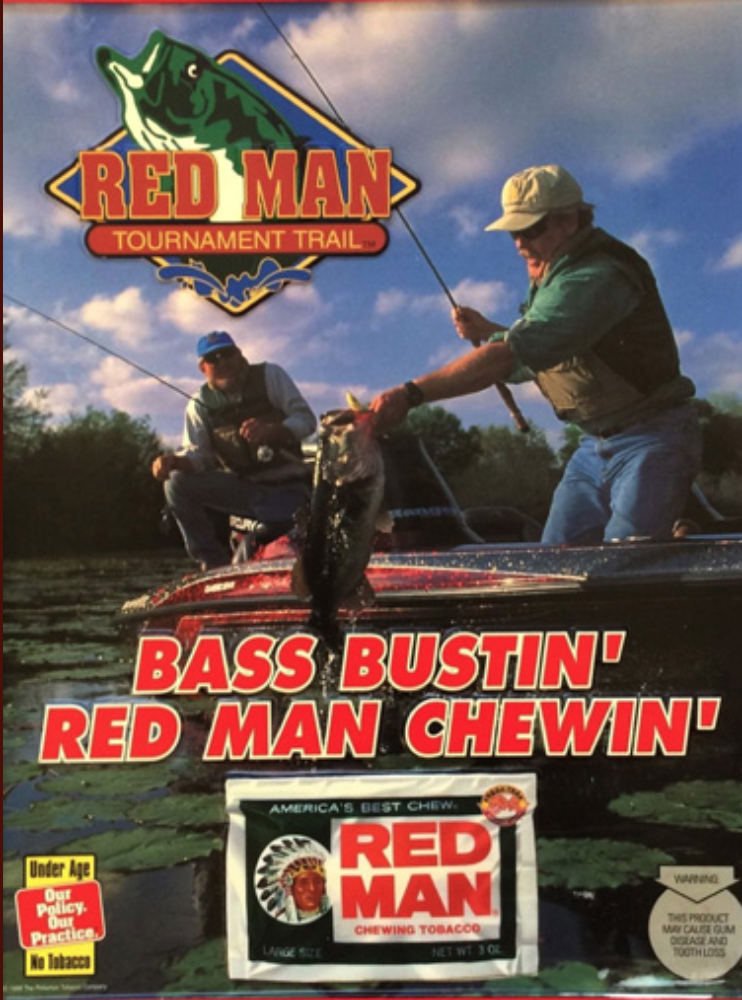 RED MAN
TOURNAMENT TRAIL™
BASS BUSTIN'
RED MAN CHEWIN'
AMERICA'S BEST CHEW.
RED
MAN
CHEWING TOBACCO
LARGE SIZE
NET WT. 3 OZ.
Under Age
Our
Policy.
Our
Practice.
No Tobacco
WARNING:
THIS PRODUCT
MAY CAUSE GUM
DISEASE AND
TOOTH LOSS